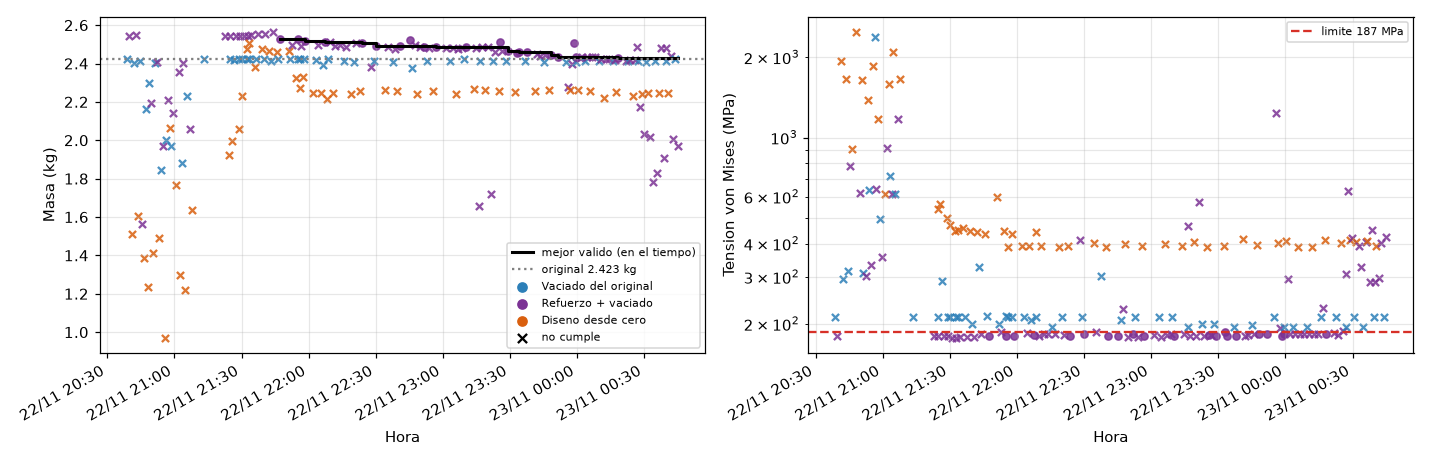 2.6
2.4
2.2
2.0
1.8
1.6
1.4
1.2
1.0
Masa (kg)
22/11 20:30
22/11 21:00
22/11 21:30
22/11 22:00
22/11 22:30
22/11 23:00
22/11 23:30
23/11 00:00
23/11 00:30
Hora
mejor valido (en el tiempo)
original 2.423 kg
Vaciado del original
Refuerzo + vaciado
Diseno desde cero
no cumple
2 × 10³
10³
6 × 10²
4 × 10²
3 × 10²
2 × 10²
Tension von Mises (MPa)
limite 187 MPa
22/11 20:30
22/11 21:00
22/11 21:30
22/11 22:00
22/11 22:30
22/11 23:00
22/11 23:30
23/11 00:00
23/11 00:30
Hora